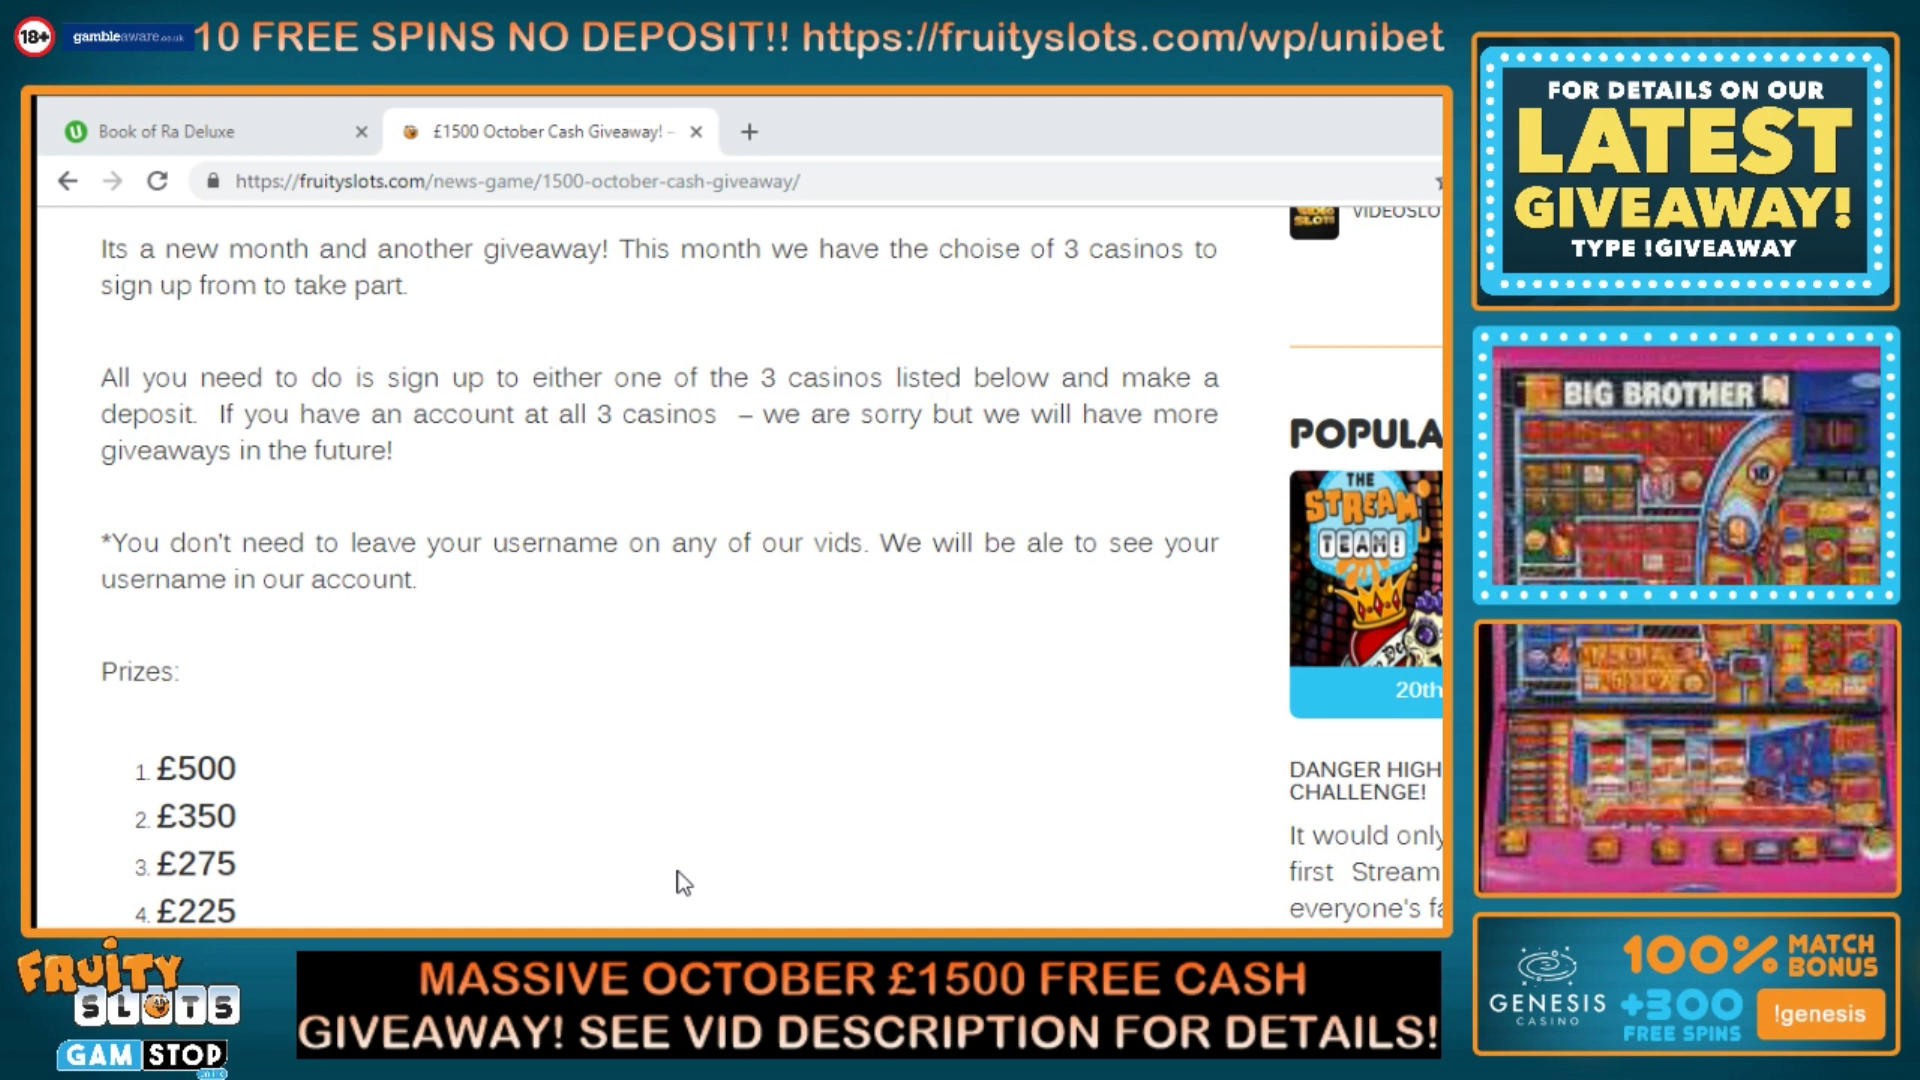 18+
gambleaware.co.uk
10 FREE SPINS NO DEPOSIT!! https://fruityslots.com/wp/unibet
Book of Ra Deluxe
£1500 October Cash Giveaway! –
https://fruityslots.com/news-game/1500-october-cash-giveaway/
Its a new month and another giveaway! This month we have the choise of 3 casinos to
sign up from to take part.
All you need to do is sign up to either one of the 3 casinos listed below and make a
deposit. If you have an account at all 3 casinos – we are sorry but we will have more
giveaways in the future!
*You don't need to leave your username on any of our vids. We will be ale to see your
username in our account.
Prizes:
1. £500
2. £350
3. £275
4. £225
VIDEO
SLOTS
VIDEOSLO
POPULA
THE
STREAM
TEAM!
20th
DANGER HIGH
CHALLENGE!
It would only
first Stream
everyone's fa
FOR DETAILS ON OUR
LATEST
GIVEAWAY!
TYPE !GIVEAWAY
BIG BROTHER
GENESIS
CASINO
100% MATCH
BONUS
+300
FREE SPINS
!genesis
FRUITY
SLOTS
GAMSTOP
MASSIVE OCTOBER £1500 FREE CASH
GIVEAWAY! SEE VID DESCRIPTION FOR DETAILS!